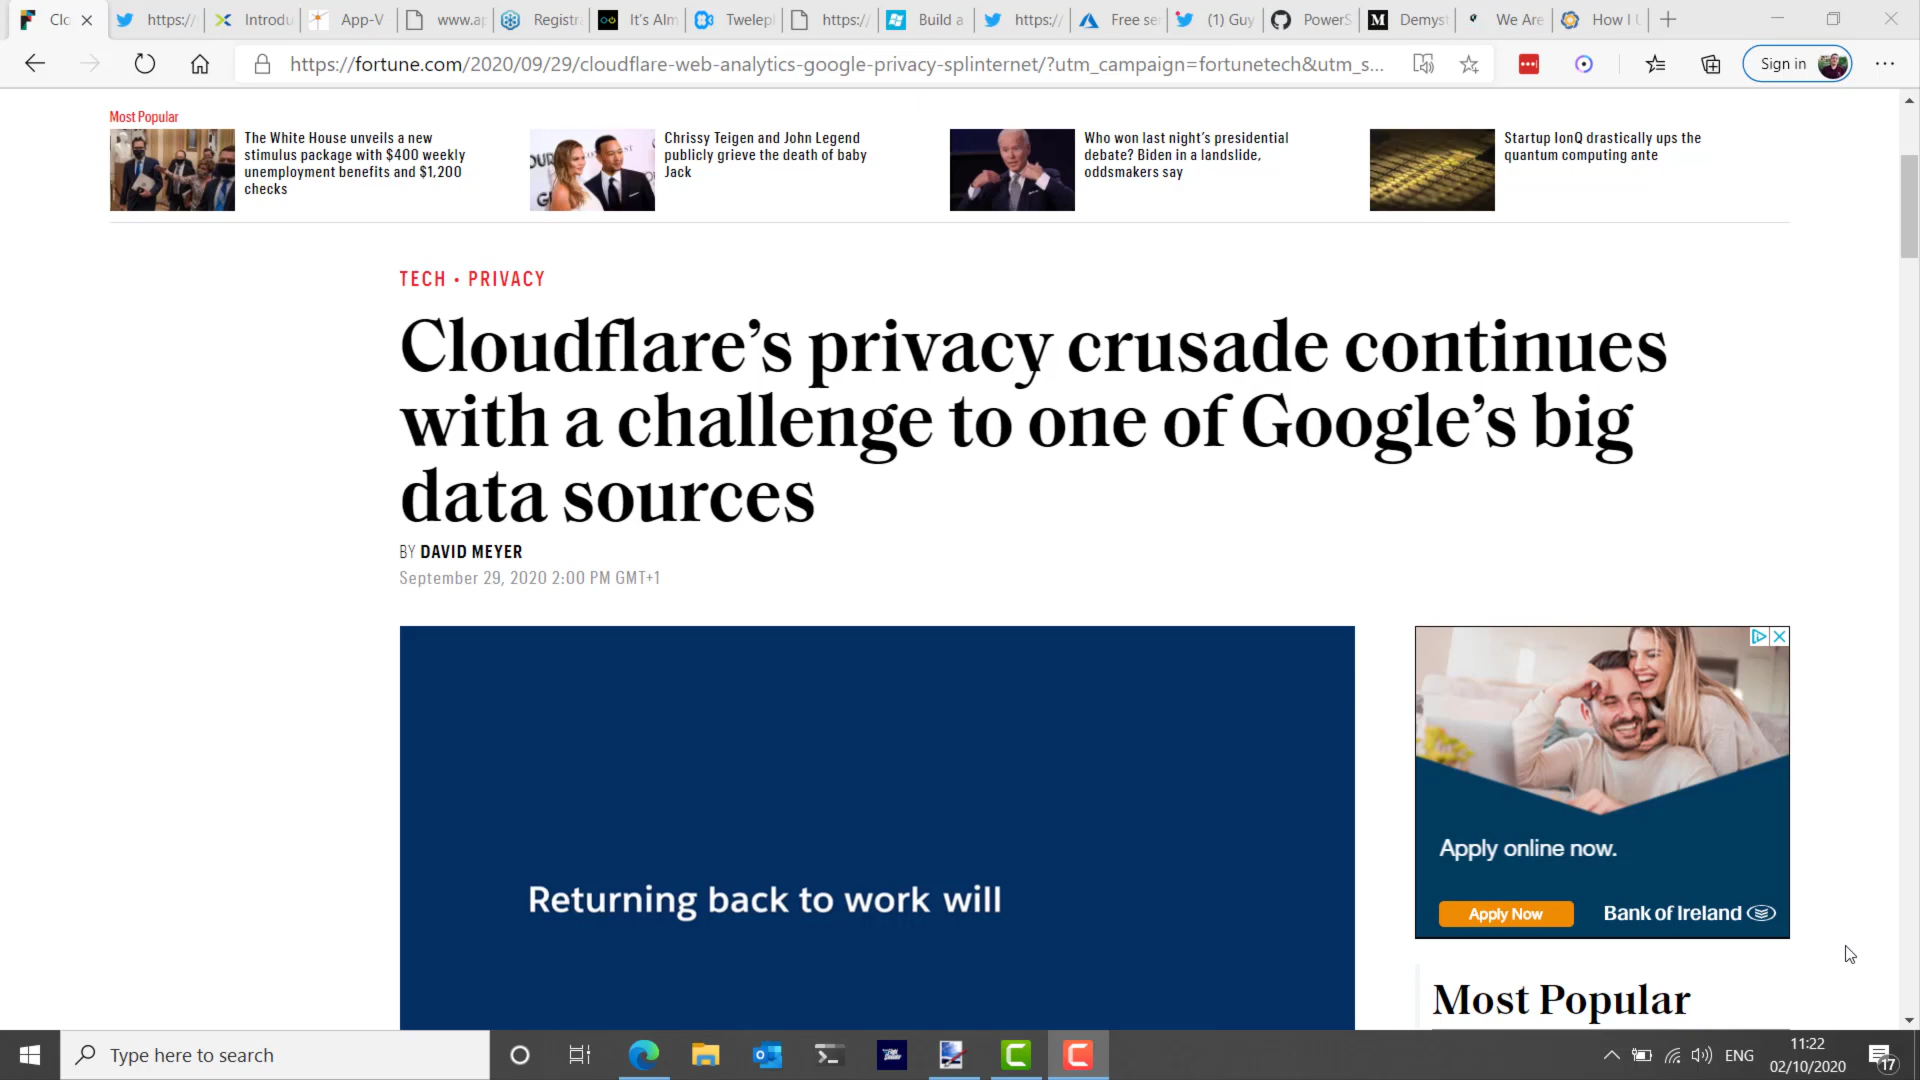 Clo
https:/
Introdu
App-V
www.ap
Registra
It's Alm
Twelep
https:/
Build a
https:/
Free se
(1) Guy
PowerS
Demyst
We Are
How I U
https://fortune.com/2020/09/29/cloudflare-web-analytics-google-privacy-splinternet/?utm_campaign=fortunetech&utm_s...
Sign in
Most Popular
The White House unveils a new
stimulus package with $400 weekly
unemployment benefits and $1,200
checks
Chrissy Teigen and John Legend
publicly grieve the death of baby
Jack
Who won last night's presidential
debate? Biden in a landslide,
oddsmakers say
Startup IonQ drastically ups the
quantum computing ante
TECH • PRIVACY
Cloudflare's privacy crusade continues
with a challenge to one of Google's big
data sources
BY DAVID MEYER
September 29, 2020 2:00 PM GMT+1
Returning back to work will
Apply online now.
Apply Now
Bank of Ireland
Most Popular
Type here to search
ENG
11:22
02/10/2020
17